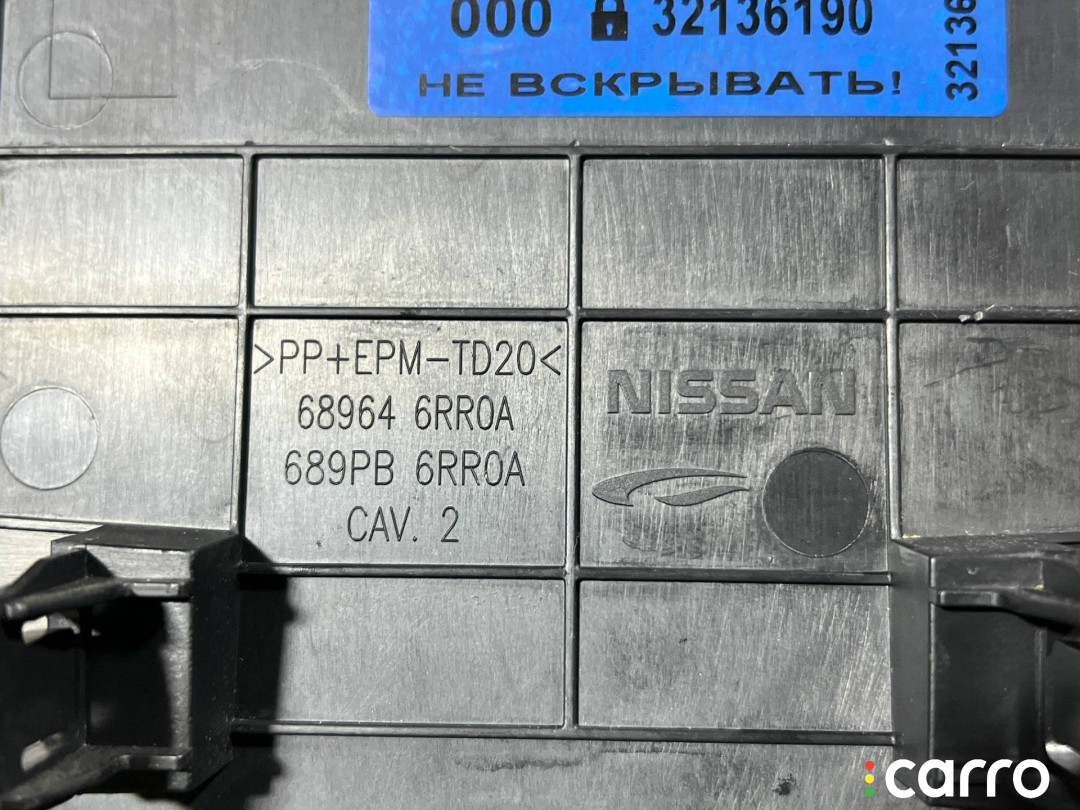 000 32136190
32136
НЕ ВСКРЫВАТЬ!
>PP+EPM-TD20<
68964 6RR0A
689PB 6RR0A
CAV. 2
NISSAN
carro